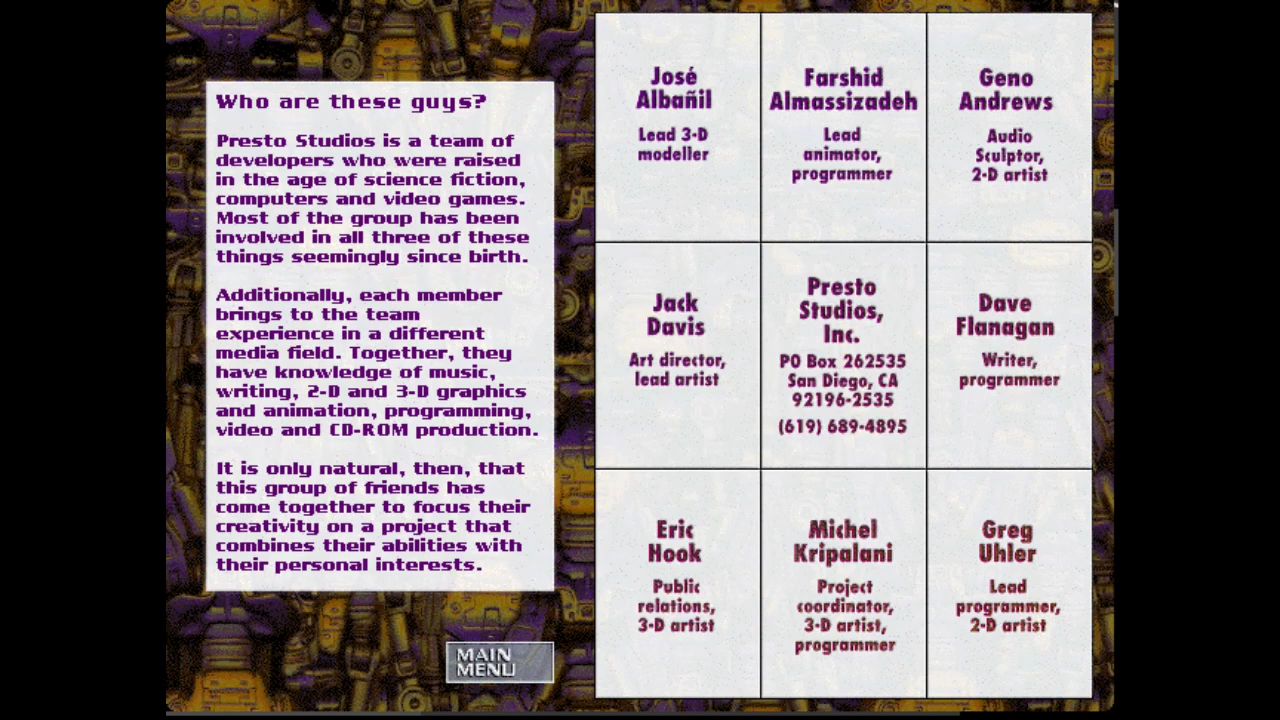 Who are these guys?
Presto Studios is a team of
developers who were raised
in the age of science fiction,
computers and video games.
Most of the group has been
involved in all three of these
things seemingly since birth.
Additionally, each member
brings to the team
experience in a different
media field. Together, they
have knowledge of music,
writing, 2-D and 3-D graphics
and animation, programming,
video and CD-ROM production.
It is only natural, then, that
this group of friends has
come together to focus their
creativity on a project that
combines their abilities with
their personal interests.
MAIN
MENU
José
Albañil
Lead 3-D
modeller
Farshid
Almassizadeh
Lead
animator,
programmer
Geno
Andrews
Audio
Sculptor,
2-D artist
Jack
Davis
Art director,
lead artist
Presto
Studios,
Inc.
PO Box 262535
San Diego, CA
92196-2535
(619) 689-4895
Dave
Flanagan
Writer,
programmer
Eric
Hook
Public
relations,
3-D artist
Michel
Kripalani
Project
coordinator,
3-D artist,
programmer
Greg
Uhler
Lead
programmer,
2-D artist